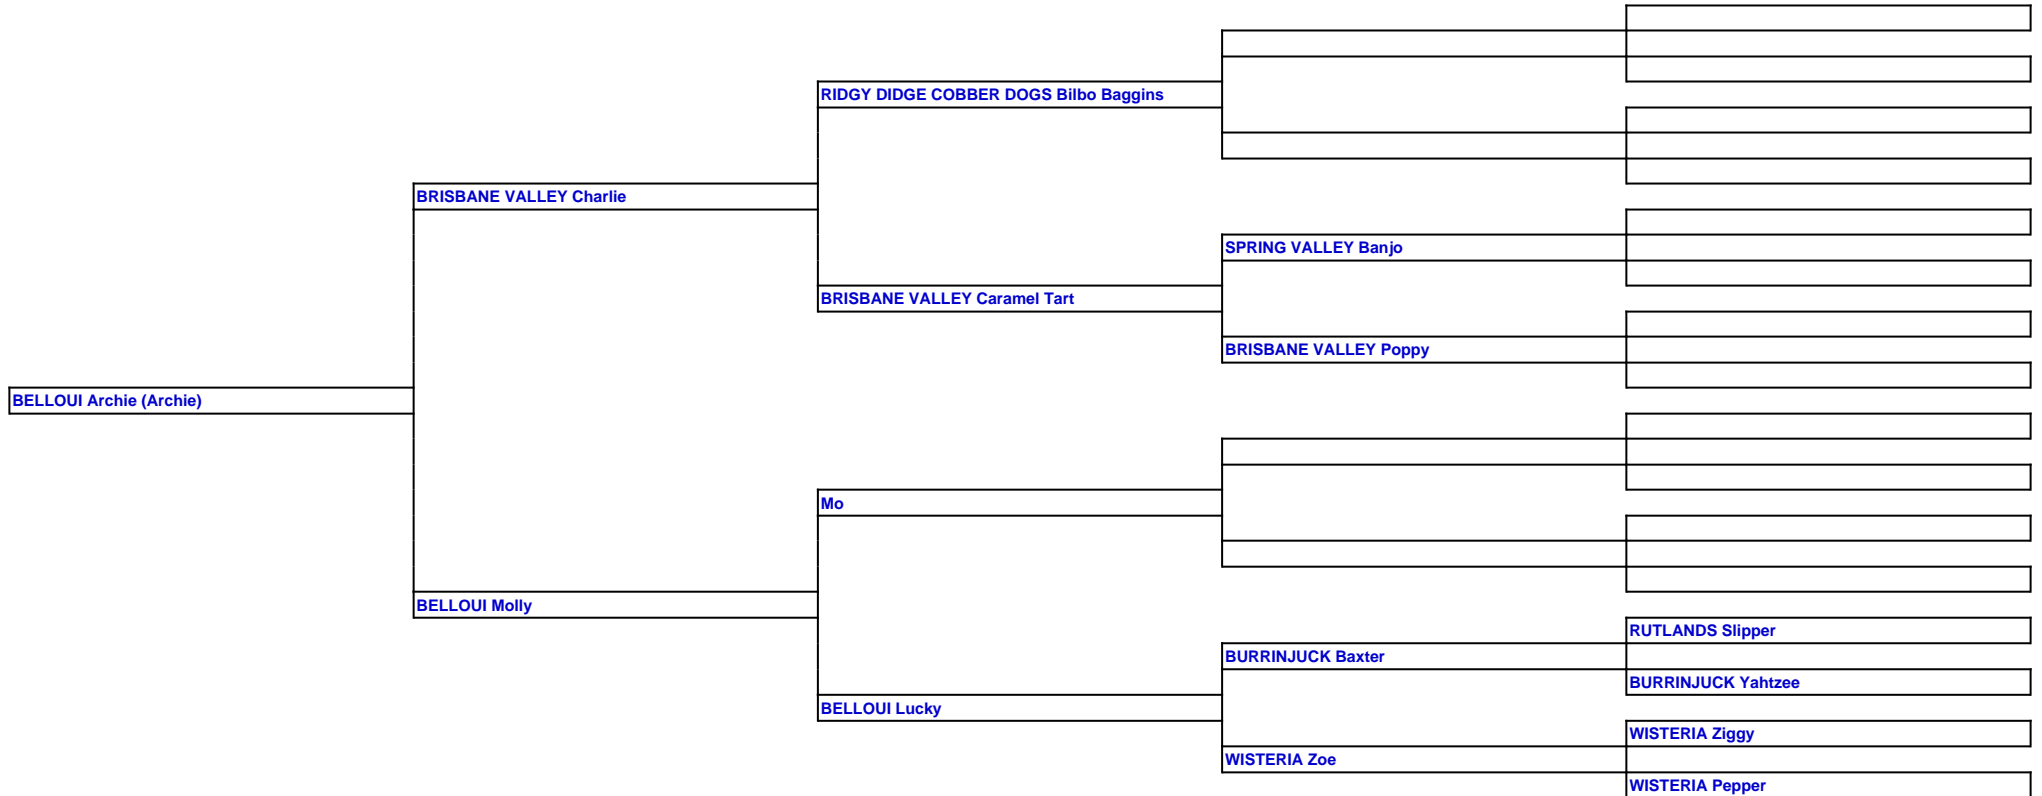 RIDGY DIDGE COBBER DOGS Bilbo Baggins
BRISBANE VALLEY Charlie
SPRING VALLEY Banjo
BRISBANE VALLEY Caramel Tart
BRISBANE VALLEY Poppy
BELLOUI Archie (Archie)
Mo
BELLOUI Molly
RUTLANDS Slipper
BURRINJUCK Baxter
BURRINJUCK Yahtzee
BELLOUI Lucky
WISTERIA Ziggy
WISTERIA Zoe
WISTERIA Pepper